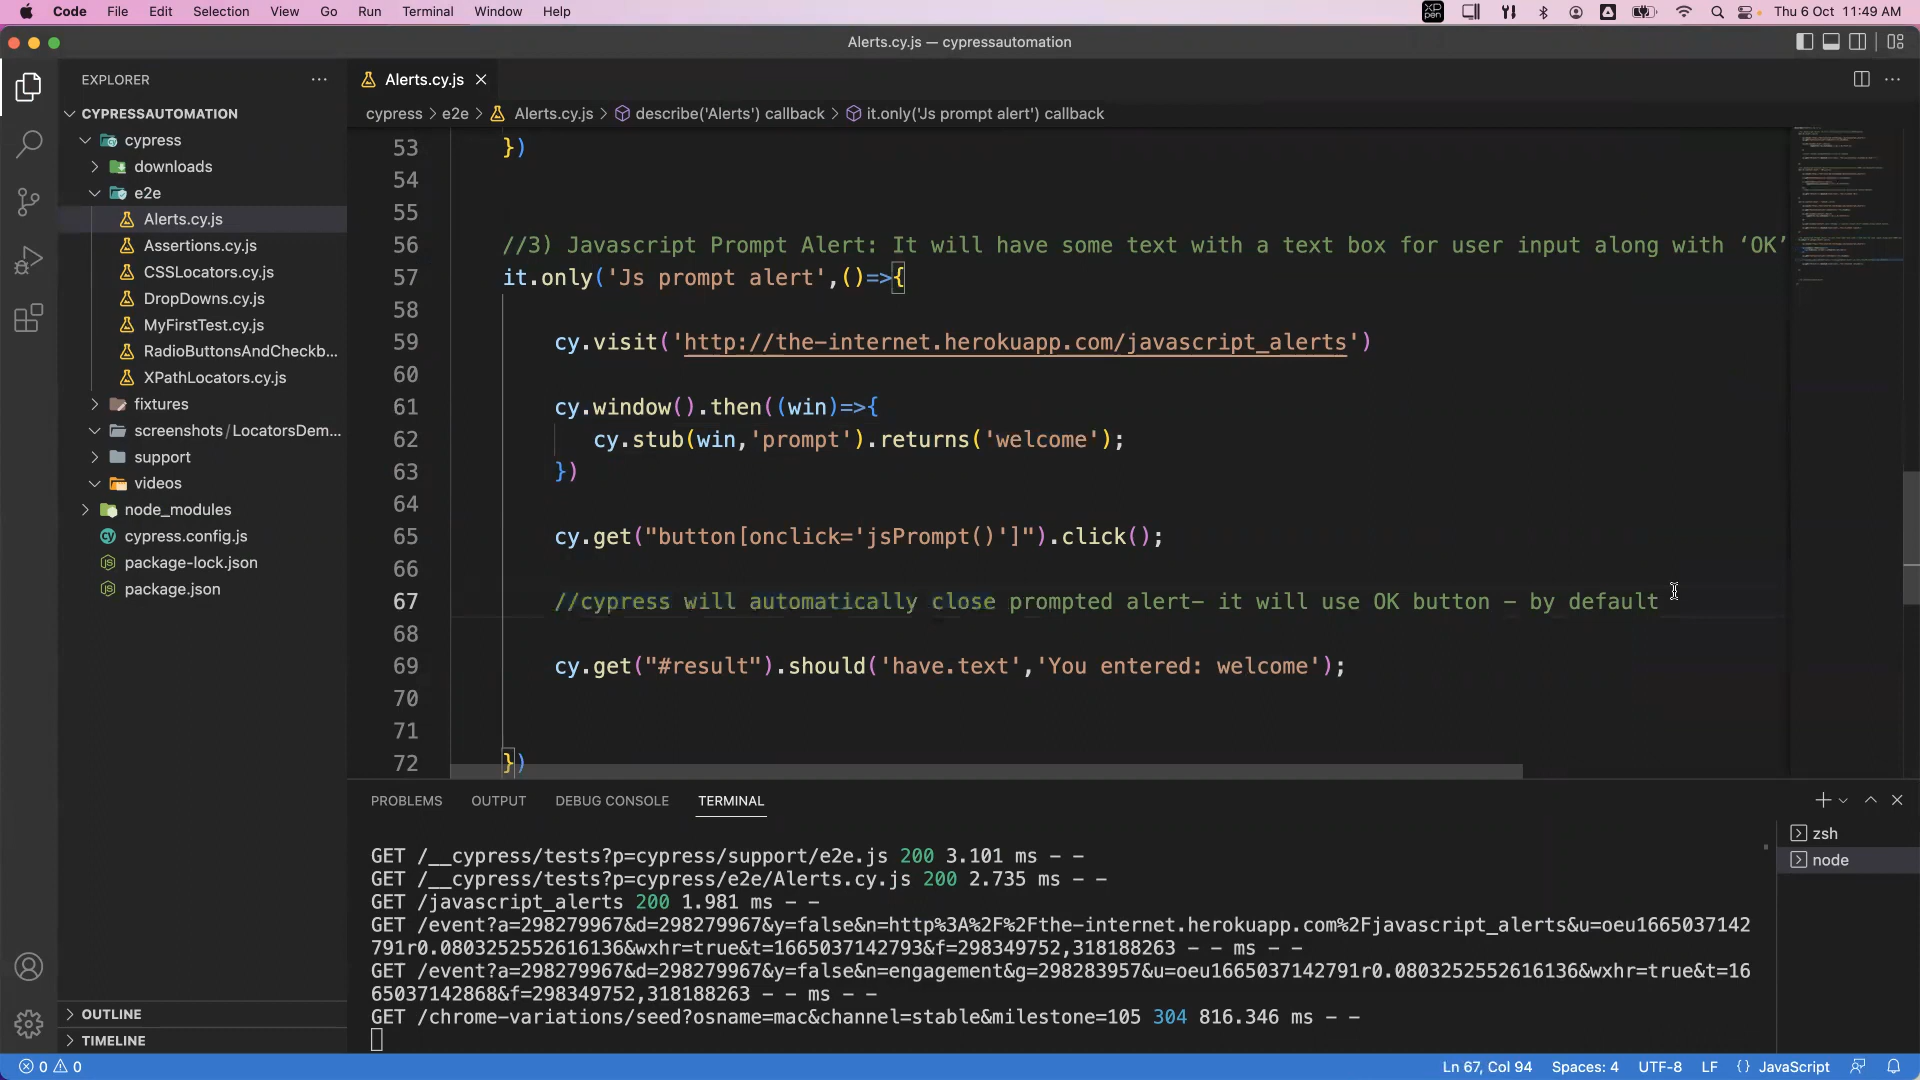 Code File Edit Selection View Go Run Terminal Window Help
XP PEN
Thu 6 Oct 11:49 AM
Alerts.cy.js — cypressautomation
EXPLORER
CYPRESSAUTOMATION
cypress
downloads
e2e
Alerts.cy.js
Assertions.cy.js
CSSLocators.cy.js
DropDowns.cy.js
MyFirstTest.cy.js
RadioButtonsAndCheckb...
XPathLocators.cy.js
fixtures
screenshots / LocatorsDem...
support
videos
node_modules
cypress.config.js
package-lock.json
package.json
OUTLINE
TIMELINE
Alerts.cy.js
cypress > e2e > Alerts.cy.js > describe('Alerts') callback > it.only('Js prompt alert') callback
53 })
54
55
56 //3) Javascript Prompt Alert: It will have some text with a text box for user input along with ‘OK’
57 it.only('Js prompt alert',()=>{
58
59 cy.visit('http://the-internet.herokuapp.com/javascript_alerts')
60
61 cy.window().then((win)=>{
62 cy.stub(win,'prompt').returns('welcome');
63 })
64
65 cy.get("button[onclick='jsPrompt()']").click();
66
67 //cypress will automatically close prompted alert- it will use OK button - by default
68
69 cy.get("#result").should('have.text','You entered: welcome');
70
71
72 })
PROBLEMS OUTPUT DEBUG CONSOLE TERMINAL
zsh
node
GET /__cypress/tests?p=cypress/support/e2e.js 200 3.101 ms - -
GET /__cypress/tests?p=cypress/e2e/Alerts.cy.js 200 2.735 ms - -
GET /javascript_alerts 200 1.981 ms - -
GET /event?a=298279967&d=298279967&y=false&n=http%3A%2F%2Fthe-internet.herokuapp.com%2Fjavascript_alerts&u=oeu1665037142
791r0.0803252552616136&wxhr=true&t=1665037142793&f=298349752,318188263 - - ms - -
GET /event?a=298279967&d=298279967&y=false&n=engagement&g=298283957&u=oeu1665037142791r0.0803252552616136&wxhr=true&t=16
65037142868&f=298349752,318188263 - - ms - -
GET /chrome-variations/seed?osname=mac&channel=stable&milestone=105 304 816.346 ms - -
0 0
Ln 67, Col 94 Spaces: 4 UTF-8 LF {} JavaScript